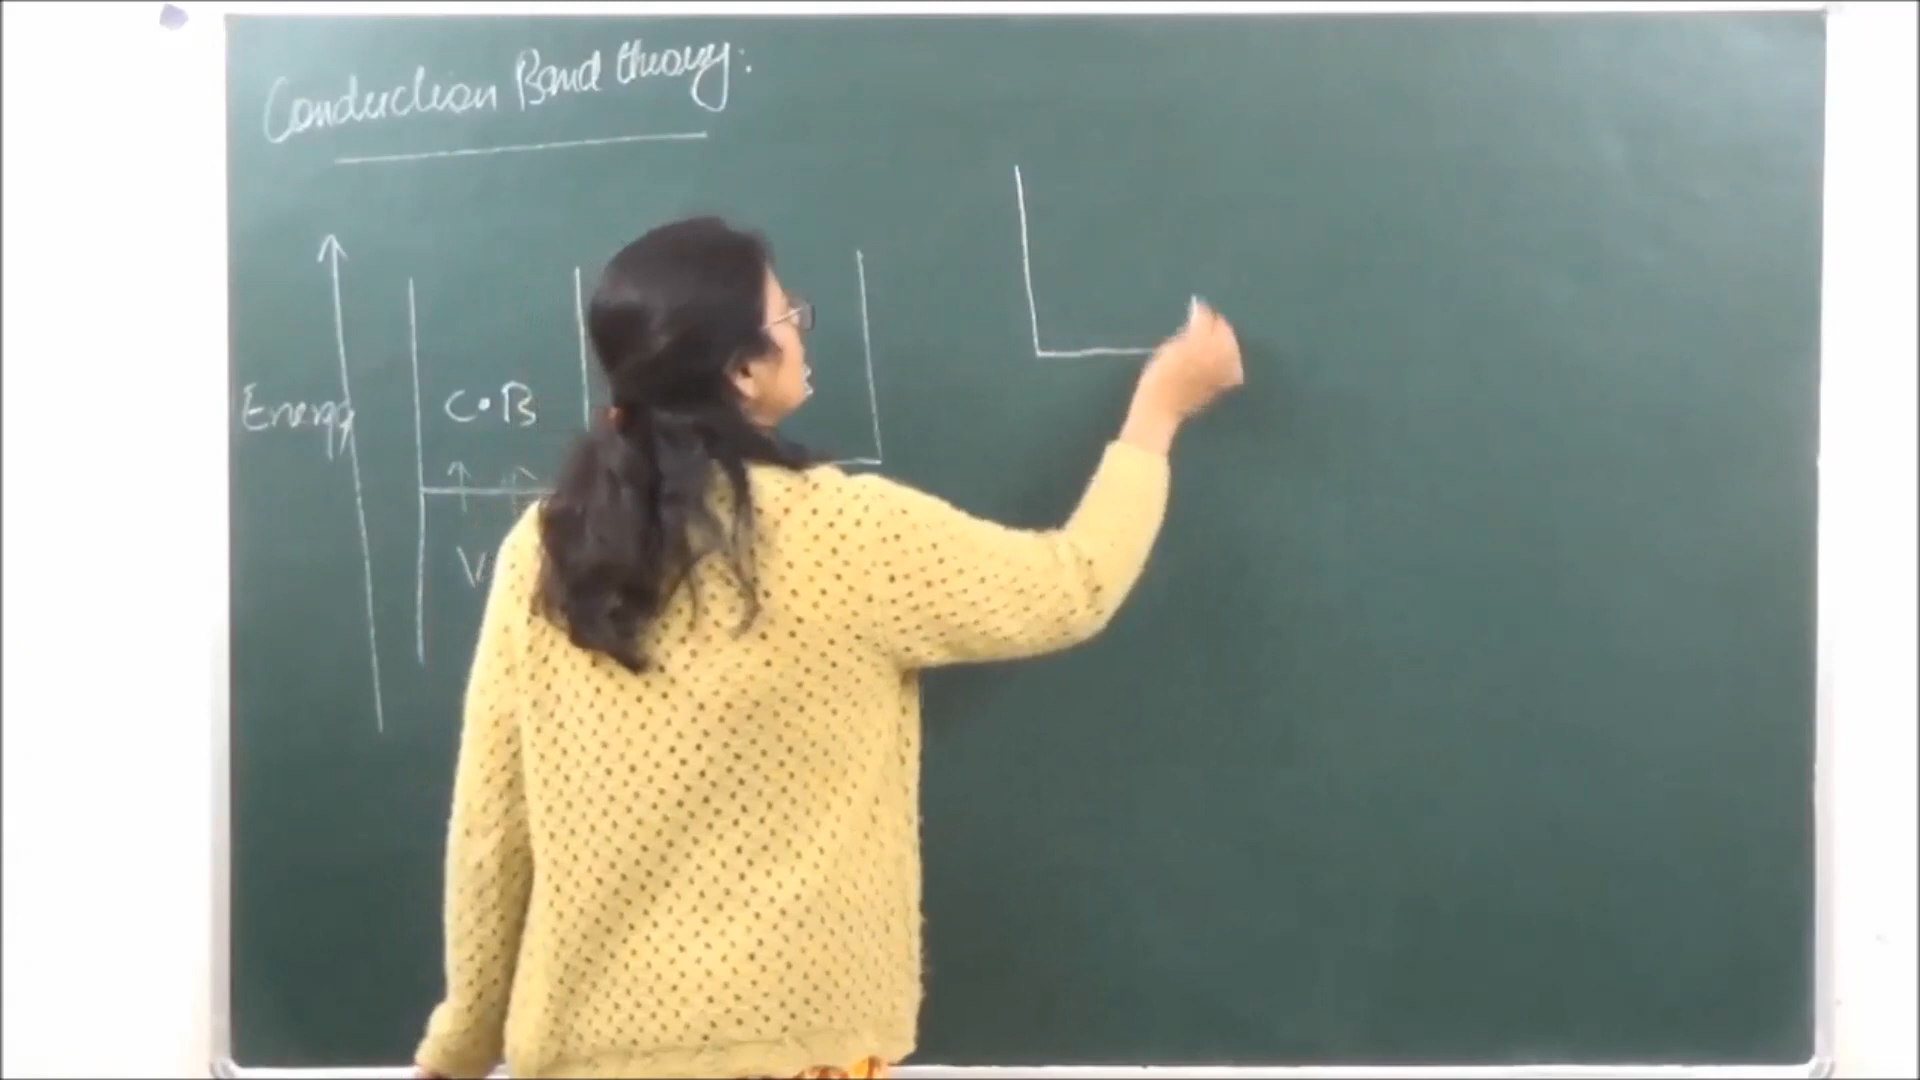 Conduction Band theory:
Energy
C.B
V